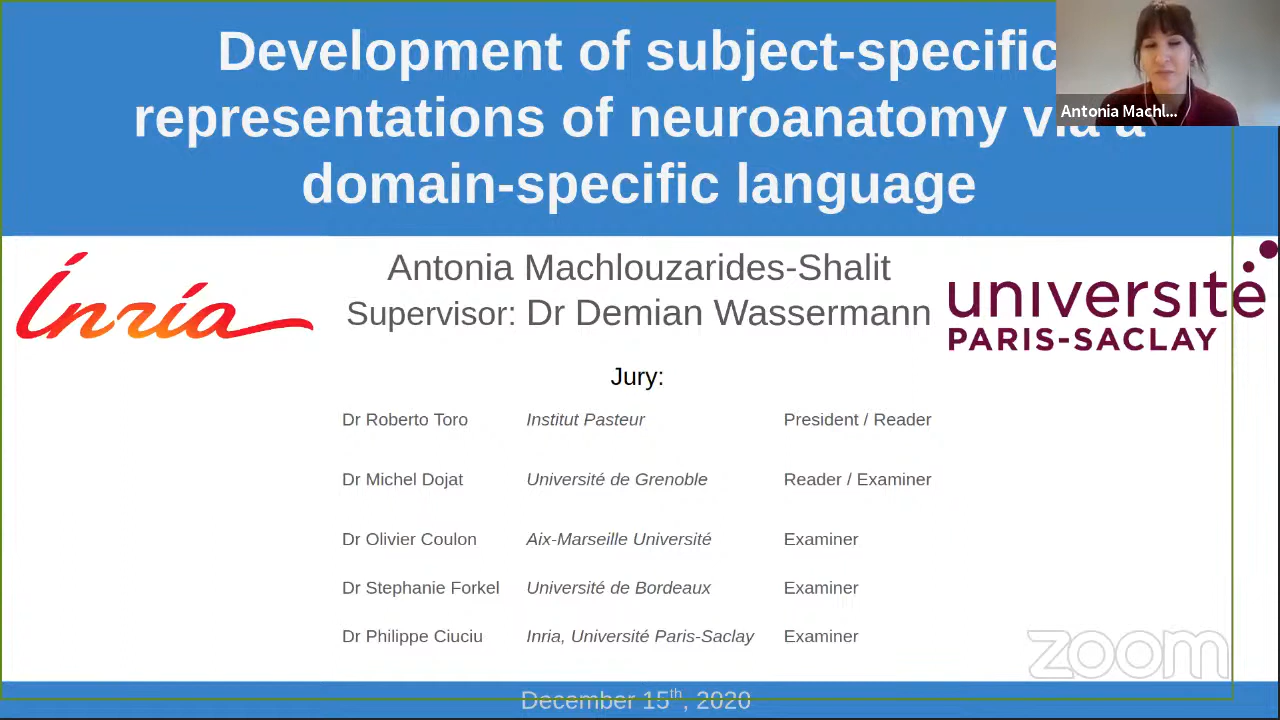 Development of subject-specific
representations of neuroanatomy via a
domain-specific language
Antonia Machl...
Inria
Antonia Machlouzarides-Shalit
Supervisor: Dr Demian Wassermann
université
PARIS-SACLAY
Jury:
Dr Roberto Toro Institut Pasteur President / Reader
Dr Michel Dojat Université de Grenoble Reader / Examiner
Dr Olivier Coulon Aix-Marseille Université Examiner
Dr Stephanie Forkel Université de Bordeaux Examiner
Dr Philippe Ciuciu Inria, Université Paris-Saclay Examiner
zoom
December 15th, 2020